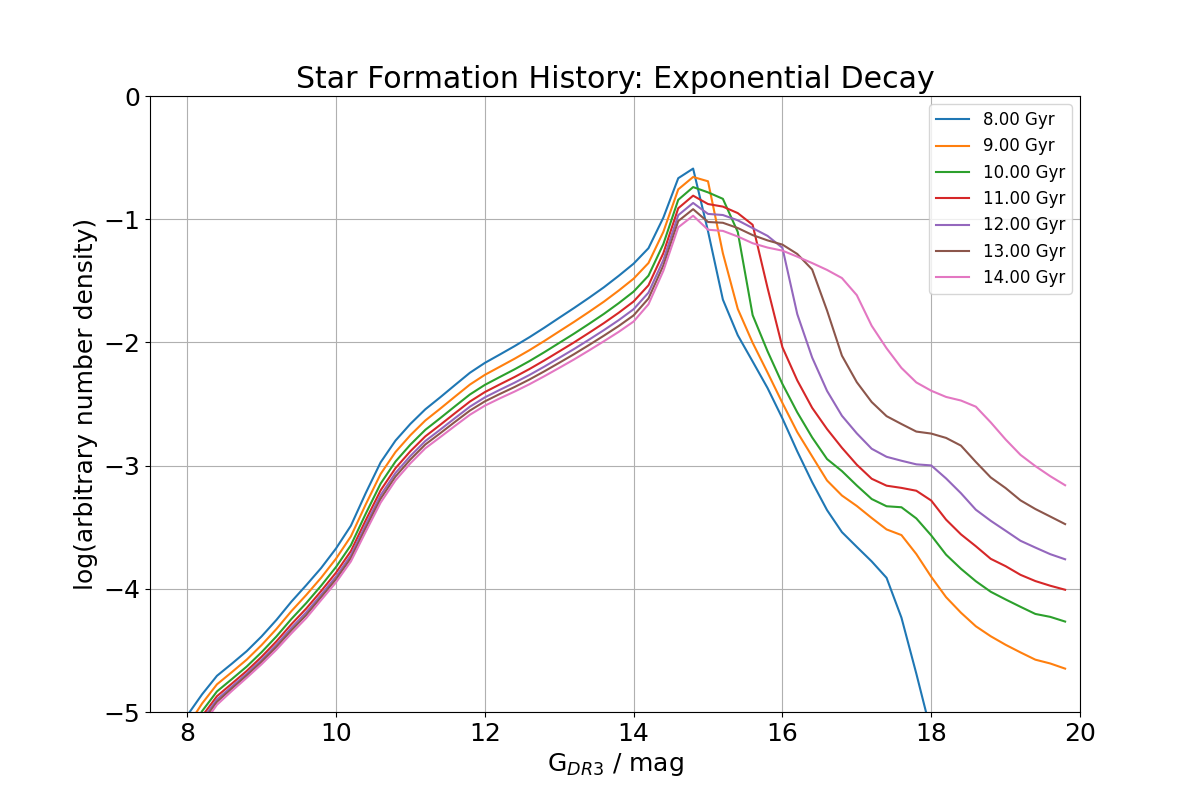 Star Formation History: Exponential Decay
0
−1
−2
−3
−4
−5
log(arbitrary number density)
8.00 Gyr
9.00 Gyr
10.00 Gyr
11.00 Gyr
12.00 Gyr
13.00 Gyr
14.00 Gyr
8 10 12 14 16 18 20
G_DR3 / mag